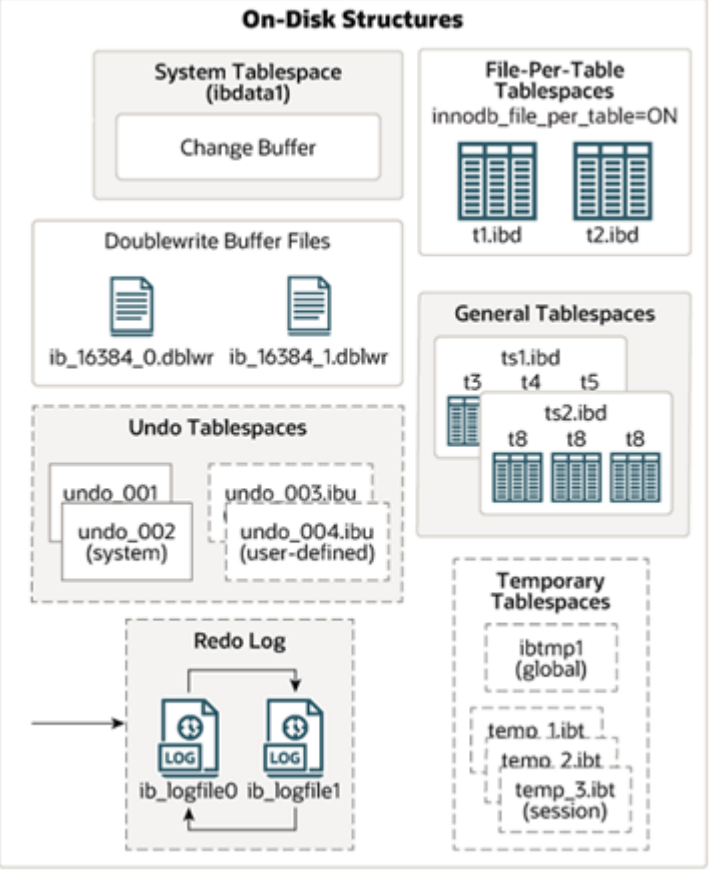 On-Disk Structures
System Tablespace
(ibdata1)
Change Buffer
File-Per-Table
Tablespaces
innodb_file_per_table=ON
t1.ibd t2.ibd
Doublewrite Buffer Files
ib_16384_0.dblwr ib_16384_1.dblwr
General Tablespaces
ts1.ibd
t3 t4 t5
ts2.ibd
t8 t8 t8
Undo Tablespaces
undo_001
undo_002
(system)
undo_003.ibu
undo_004.ibu
(user-defined)
Temporary
Tablespaces
ibtmp1
(global)
temp_1.ibt
temp_2.ibt
temp_3.ibt
(session)
Redo Log
LOG LOG
ib_logfile0 ib_logfile1